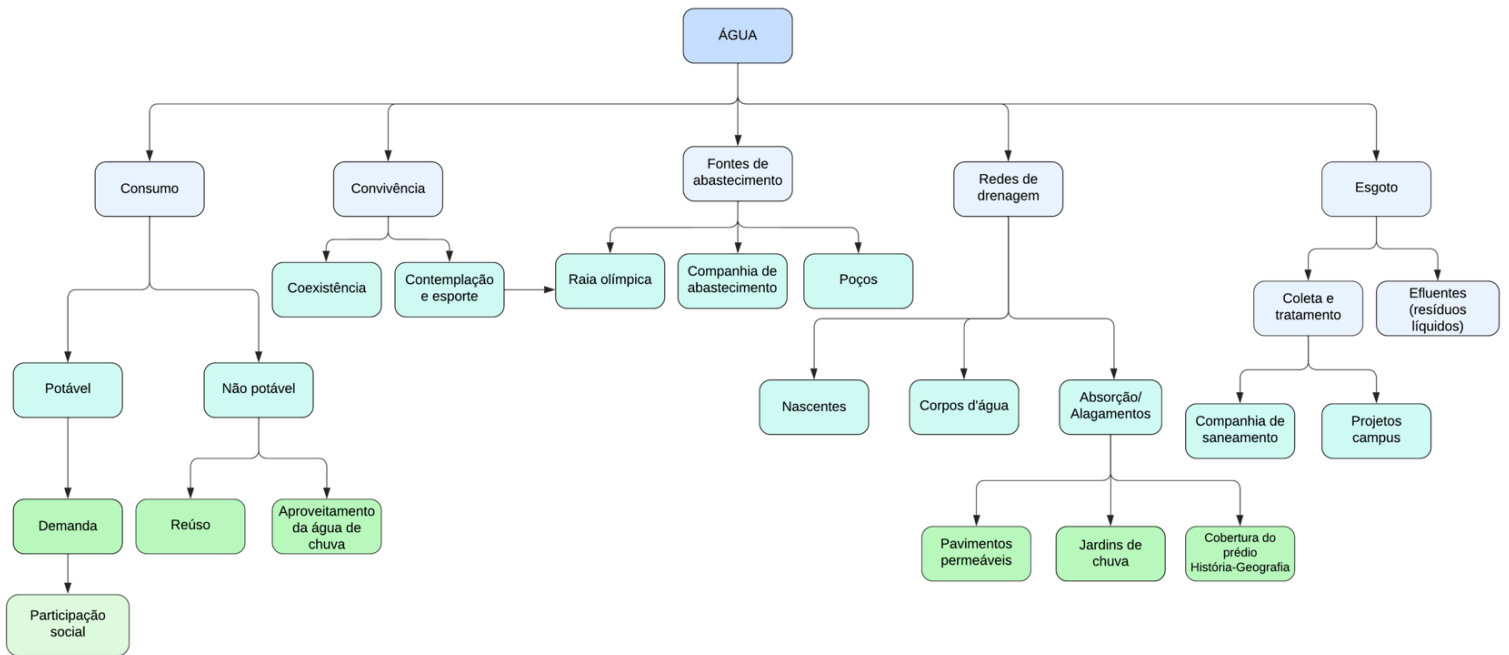 ÁGUA
Consumo
Convivência
Fontes de
abastecimento
Redes de
drenagem
Esgoto
Coexistência
Contemplação
e esporte
Raia olímpica
Companhia de
abastecimento
Poços
Coleta e
tratamento
Efluentes
(resíduos
líquidos)
Potável
Não potável
Nascentes
Corpos d'água
Absorção/
Alagamentos
Companhia de
saneamento
Projetos
campus
Demanda
Reúso
Aproveitamento
da água de
chuva
Pavimentos
permeáveis
Jardins de
chuva
Cobertura do
prédio
História-Geografia
Participação
social